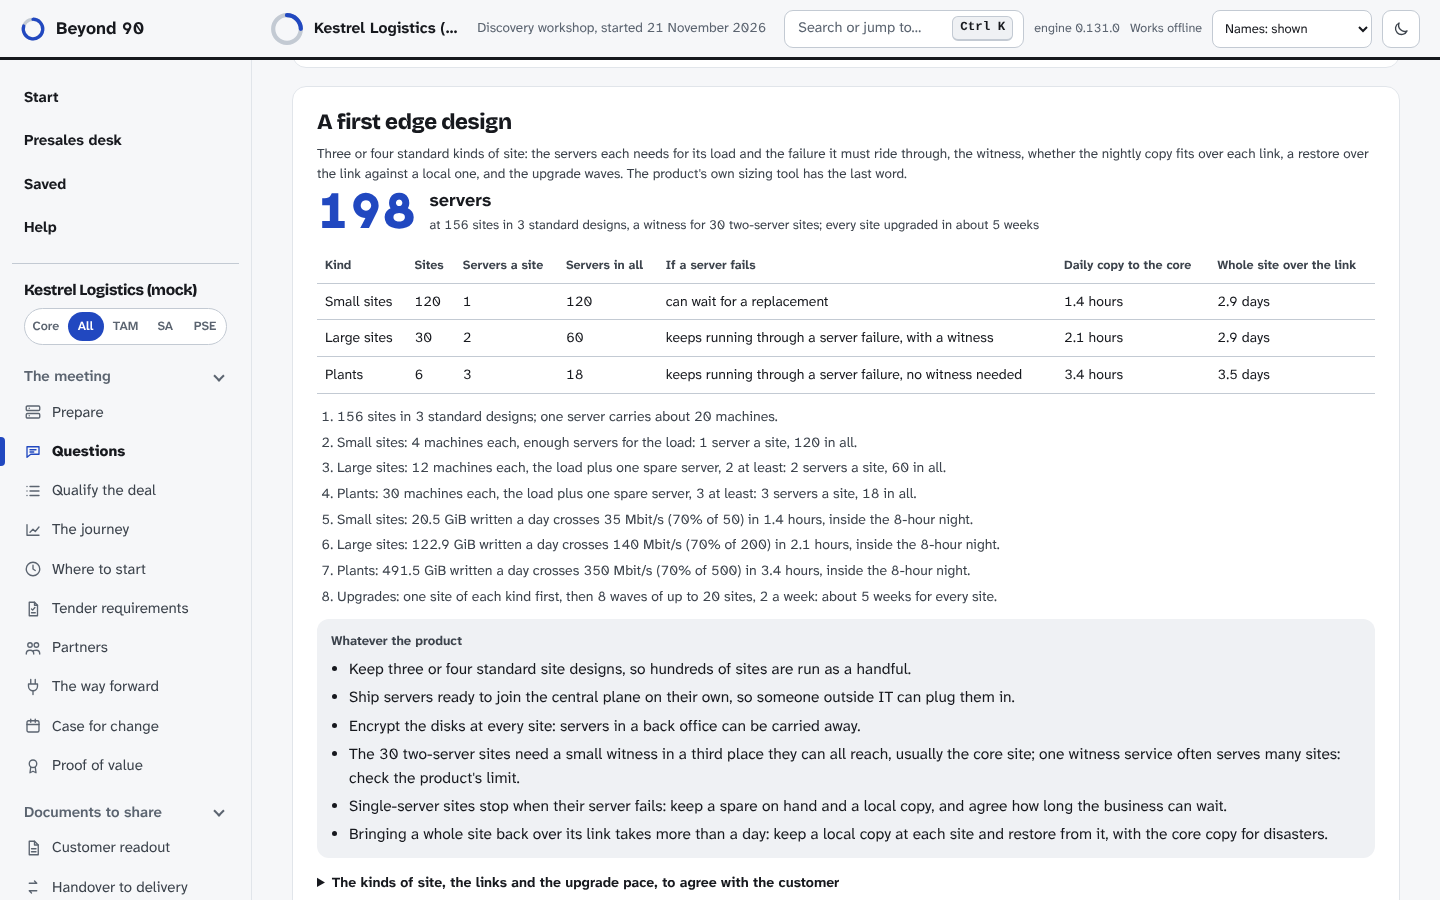 Beyond 90
Kestrel Logistics (...
Discovery workshop, started 21 November 2026
Search or jump to...
Ctrl K
engine 0.131.0
Works offline
Names: shown
Start
Presales desk
Saved
Help
Kestrel Logistics (mock)
Core All TAM SA PSE
The meeting
Prepare
Questions
Qualify the deal
The journey
Where to start
Tender requirements
Partners
The way forward
Case for change
Proof of value
Documents to share
Customer readout
Handover to delivery
A first edge design
Three or four standard kinds of site: the servers each needs for its load and the failure it must ride through, the witness, whether the nightly copy fits over each link, a restore over
the link against a local one, and the upgrade waves. The product's own sizing tool has the last word.
198 servers
at 156 sites in 3 standard designs, a witness for 30 two-server sites; every site upgraded in about 5 weeks
Kind Sites Servers a site Servers in all If a server fails Daily copy to the core Whole site over the link
Small sites 120 1 120 can wait for a replacement 1.4 hours 2.9 days
Large sites 30 2 60 keeps running through a server failure, with a witness 2.1 hours 2.9 days
Plants 6 3 18 keeps running through a server failure, no witness needed 3.4 hours 3.5 days
1. 156 sites in 3 standard designs; one server carries about 20 machines.
2. Small sites: 4 machines each, enough servers for the load: 1 server a site, 120 in all.
3. Large sites: 12 machines each, the load plus one spare server, 2 at least: 2 servers a site, 60 in all.
4. Plants: 30 machines each, the load plus one spare server, 3 at least: 3 servers a site, 18 in all.
5. Small sites: 20.5 GiB written a day crosses 35 Mbit/s (70% of 50) in 1.4 hours, inside the 8-hour night.
6. Large sites: 122.9 GiB written a day crosses 140 Mbit/s (70% of 200) in 2.1 hours, inside the 8-hour night.
7. Plants: 491.5 GiB written a day crosses 350 Mbit/s (70% of 500) in 3.4 hours, inside the 8-hour night.
8. Upgrades: one site of each kind first, then 8 waves of up to 20 sites, 2 a week: about 5 weeks for every site.
Whatever the product
• Keep three or four standard site designs, so hundreds of sites are run as a handful.
• Ship servers ready to join the central plane on their own, so someone outside IT can plug them in.
• Encrypt the disks at every site: servers in a back office can be carried away.
• The 30 two-server sites need a small witness in a third place they can all reach, usually the core site; one witness service often serves many sites:
check the product's limit.
• Single-server sites stop when their server fails: keep a spare on hand and a local copy, and agree how long the business can wait.
• Bringing a whole site back over its link takes more than a day: keep a local copy at each site and restore from it, with the core copy for disasters.
The kinds of site, the links and the upgrade pace, to agree with the customer